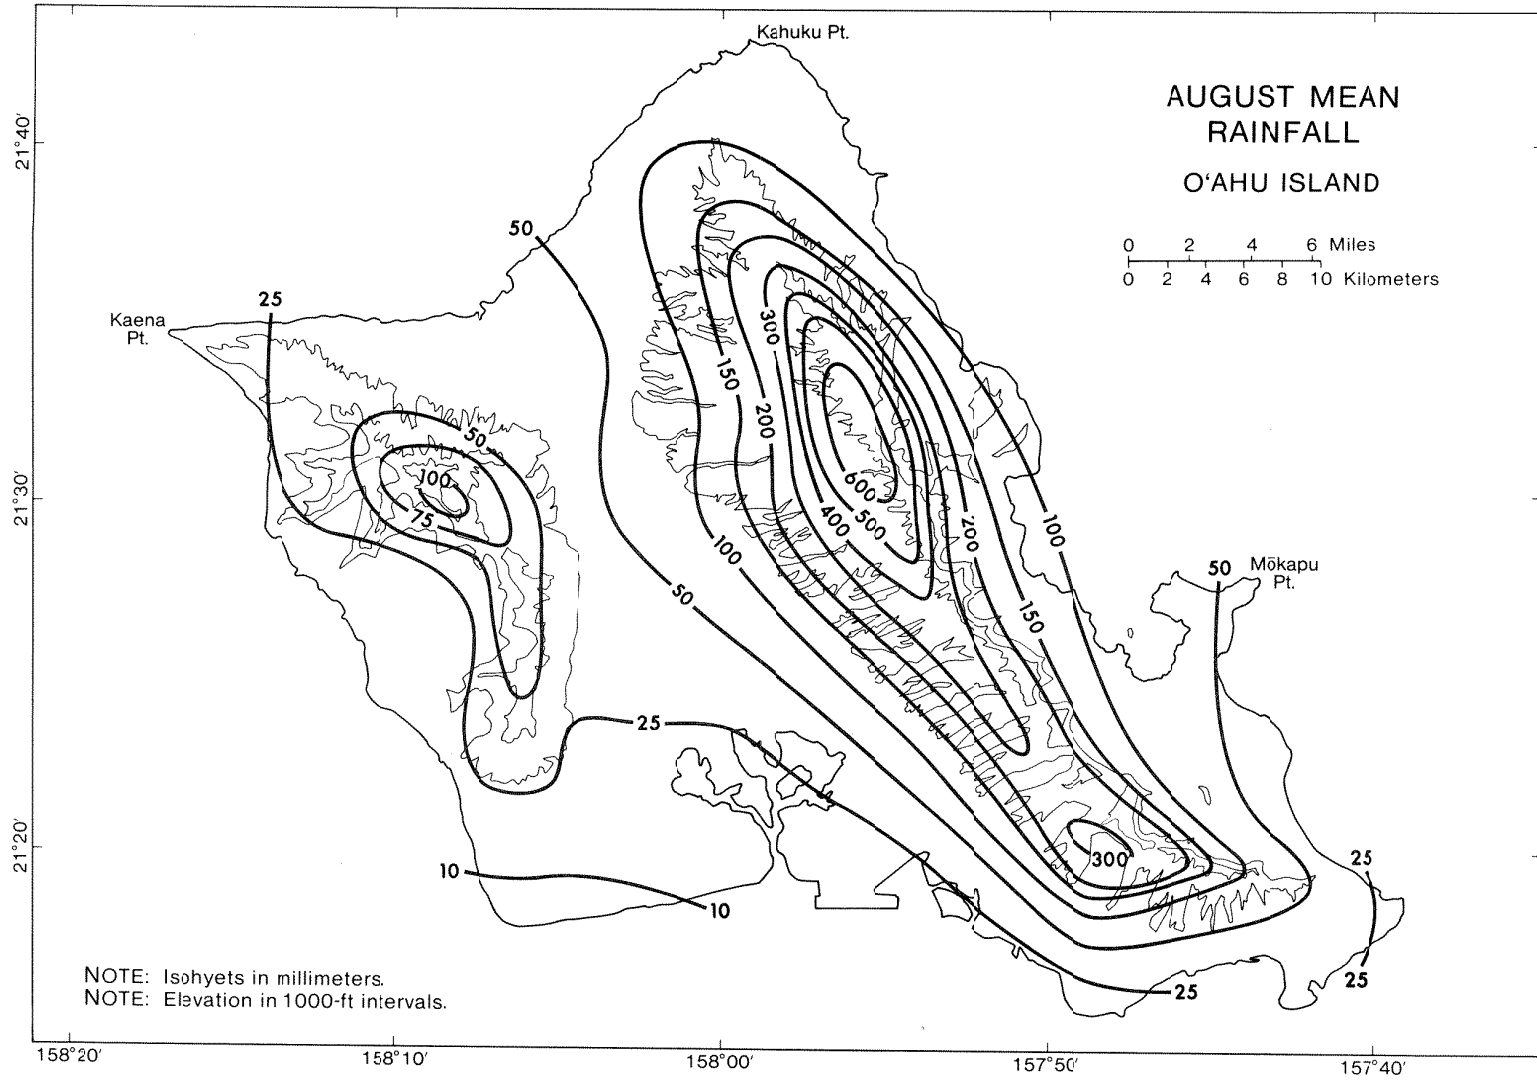 Kahuku Pt.
AUGUST MEAN
RAINFALL
O‘AHU ISLAND
0 2 4 6 Miles
0 2 4 6 8 10 Kilometers
21°40′
50
25
Kaena
Pt.
300
150
200
50
100
75
600
500
400
200
100
21°30′
100
50
Mōkapu
Pt.
50
150
25
21°20′
300
25
10
10
25
25
NOTE: Isohyets in millimeters.
NOTE: Elevation in 1000-ft intervals.
158°20′
158°10′
158°00′
157°50′
157°40′